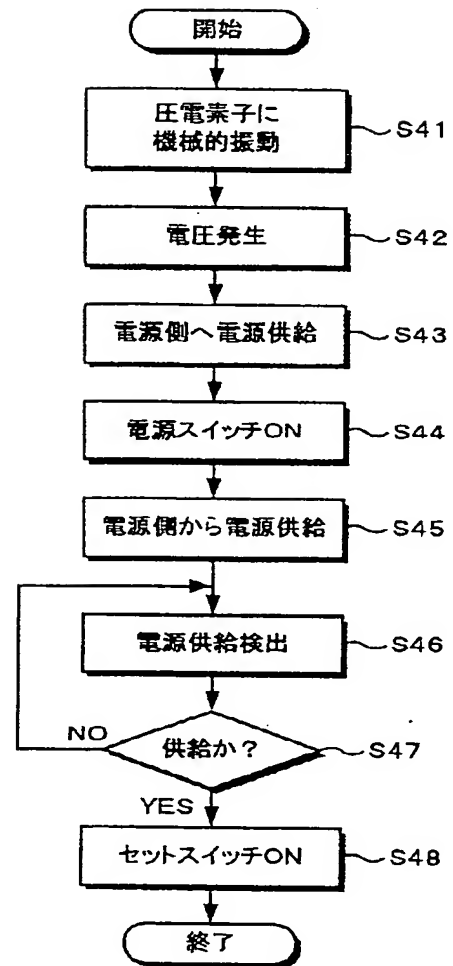 開始
圧電素子に
機械的振動
S41
電圧発生
S42
電源側へ電源供給
S43
電源スイッチON
S44
電源側から電源供給
S45
電源供給検出
S46
NO
供給か?
S47
YES
セットスイッチON
S48
終了